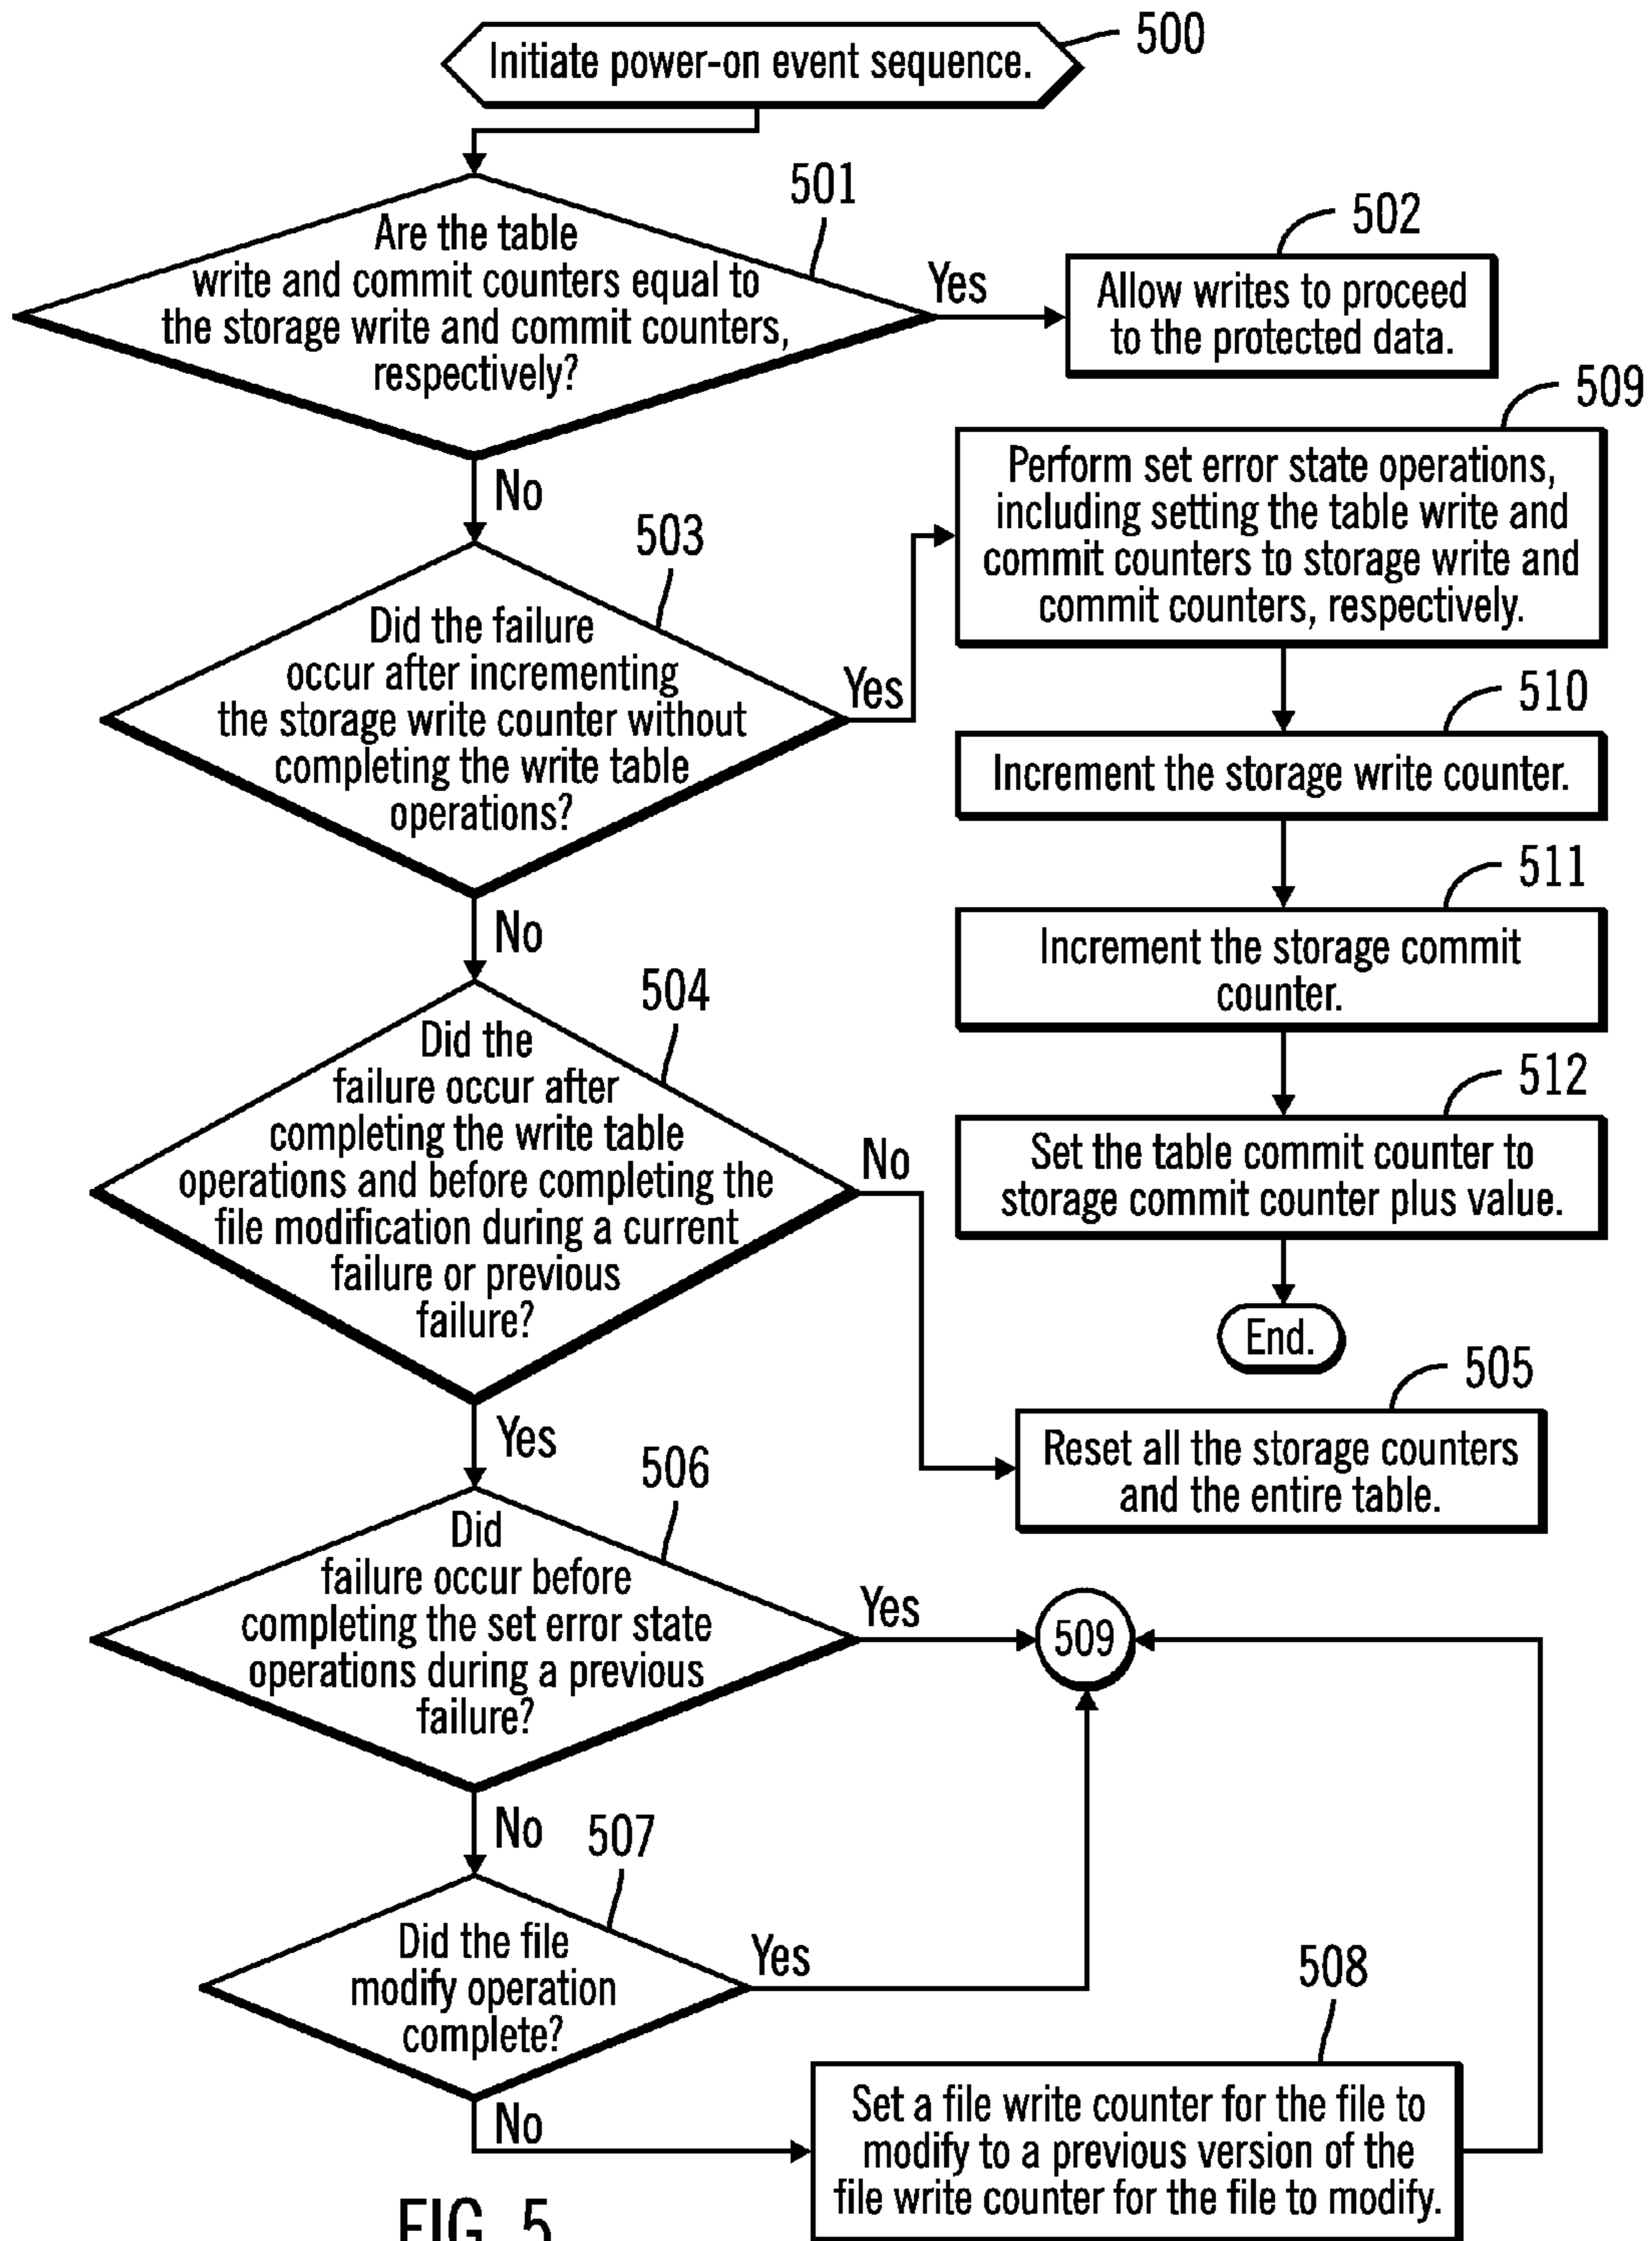 500
Initiate power-on event sequence.
501
Are the table
write and commit counters equal to
the storage write and commit counters,
respectively?
Yes
502
Allow writes to proceed
to the protected data.
No
503
Did the failure
occur after incrementing
the storage write counter without
completing the write table
operations?
Yes
509
Perform set error state operations,
including setting the table write and
commit counters to storage write and
commit counters, respectively.
510
Increment the storage write counter.
511
Increment the storage commit
counter.
512
Set the table commit counter to
storage commit counter plus value.
End.
No
504
Did the
failure occur after
completing the write table
operations and before completing the
file modification during a current
failure or previous
failure?
No
505
Reset all the storage counters
and the entire table.
Yes
506
Did
failure occur before
completing the set error state
operations during a previous
failure?
Yes
509
No
507
Did the file
modify operation
complete?
Yes
No
508
Set a file write counter for the file to
modify to a previous version of the
file write counter for the file to modify.
FIG. 5